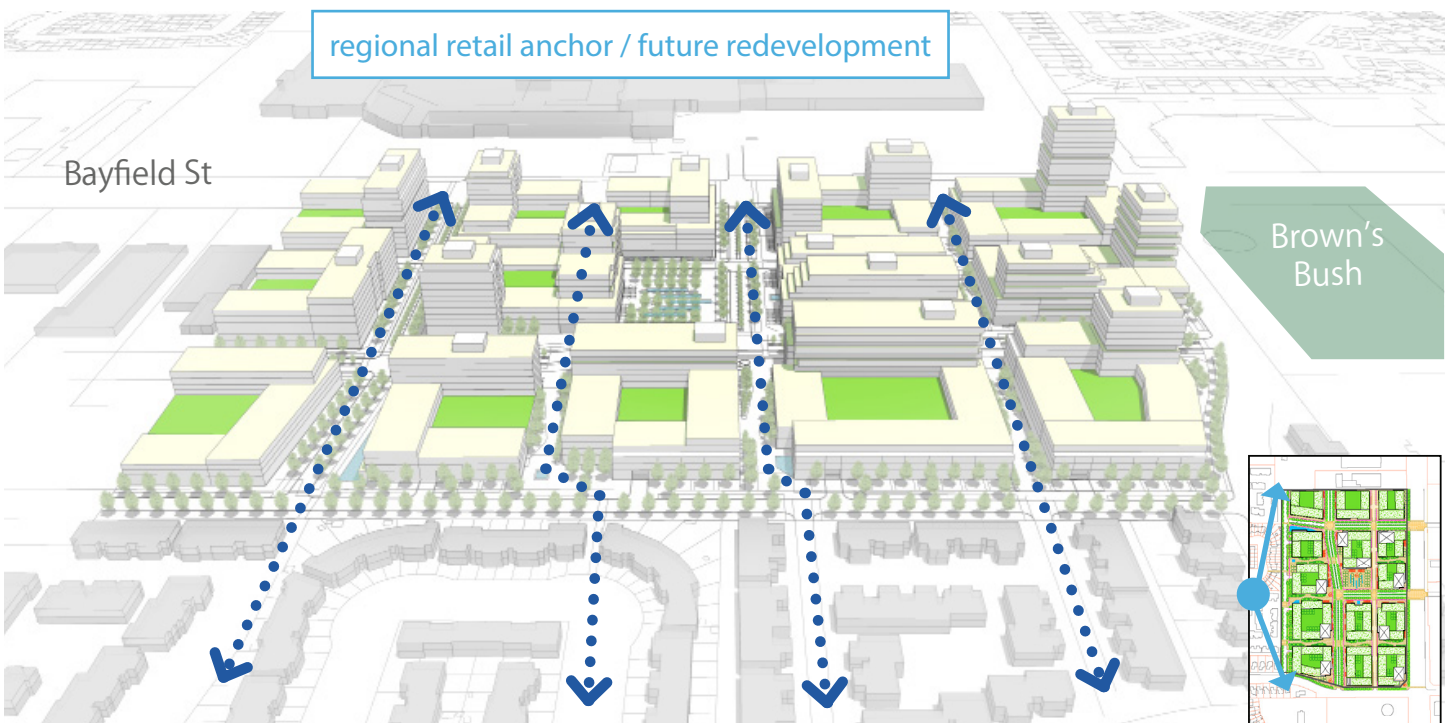 regional retail anchor / future redevelopment
Bayfield St
Brown's
Bush